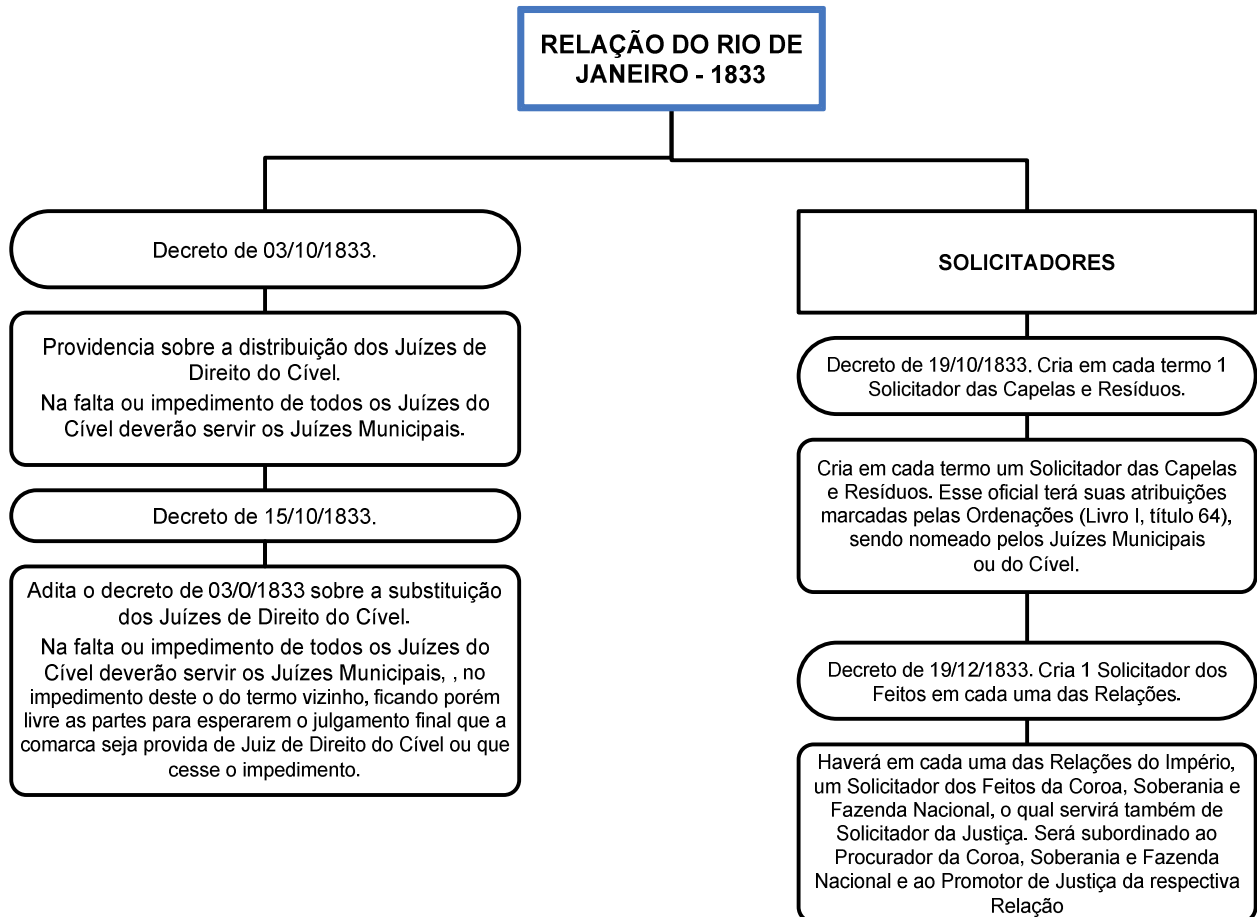 RELAÇÃO DO RIO DE
JANEIRO - 1833
Decreto de 03/10/1833.
Providencia sobre a distribuição dos Juízes de
Direito do Cível.
Na falta ou impedimento de todos os Juízes do
Cível deverão servir os Juízes Municipais.
Decreto de 15/10/1833.
Adita o decreto de 03/0/1833 sobre a substituição
dos Juízes de Direito do Cível.
Na falta ou impedimento de todos os Juízes do
Cível deverão servir os Juízes Municipais, , no
impedimento deste o do termo vizinho, ficando porém
livre as partes para esperarem o julgamento final que a
comarca seja provida de Juiz de Direito do Cível ou que
cesse o impedimento.
SOLICITADORES
Decreto de 19/10/1833. Cria em cada termo 1
Solicitador das Capelas e Resíduos.
Cria em cada termo um Solicitador das Capelas
e Resíduos. Esse oficial terá suas atribuições
marcadas pelas Ordenações (Livro I, título 64),
sendo nomeado pelos Juízes Municipais
ou do Cível.
Decreto de 19/12/1833. Cria 1 Solicitador dos
Feitos em cada uma das Relações.
Haverá em cada uma das Relações do Império,
um Solicitador dos Feitos da Coroa, Soberania e
Fazenda Nacional, o qual servirá também de
Solicitador da Justiça. Será subordinado ao
Procurador da Coroa, Soberania e Fazenda
Nacional e ao Promotor de Justiça da respectiva
Relação